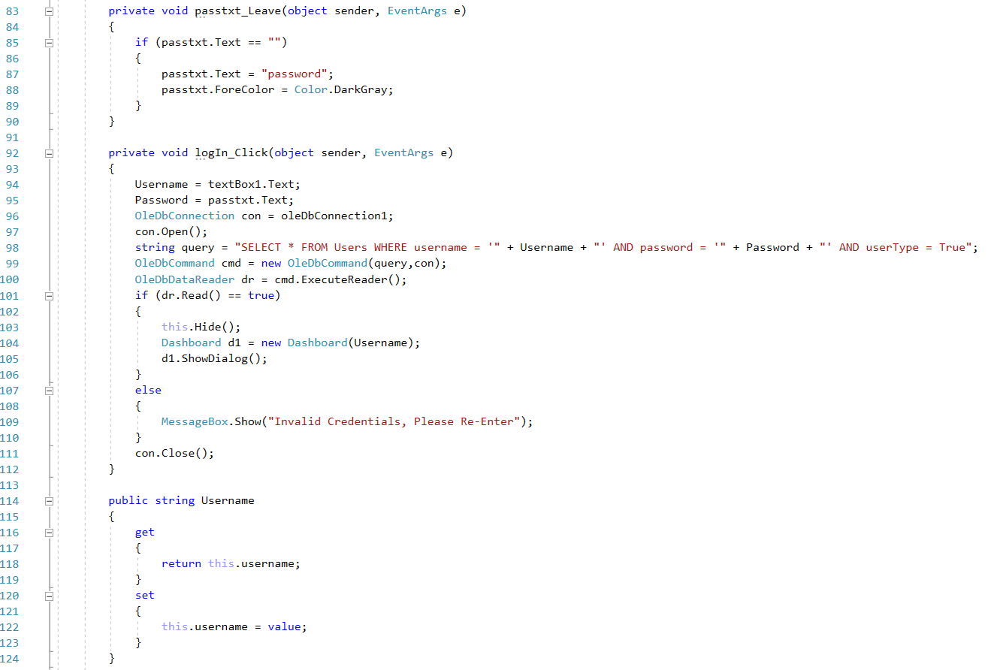 83 private void passtxt_Leave(object sender, EventArgs e)
84 {
85 if (passtxt.Text == "")
86 {
87 passtxt.Text = "password";
88 passtxt.ForeColor = Color.DarkGray;
89 }
90 }
91
92 private void logIn_Click(object sender, EventArgs e)
93 {
94 Username = textBox1.Text;
95 Password = passtxt.Text;
96 OleDbConnection con = oleDbConnection1;
97 con.Open();
98 string query = "SELECT * FROM Users WHERE username = '" + Username + "' AND password = '" + Password + "' AND userType = True";
99 OleDbCommand cmd = new OleDbCommand(query,con);
100 OleDbDataReader dr = cmd.ExecuteReader();
101 if (dr.Read() == true)
102 {
103 this.Hide();
104 Dashboard d1 = new Dashboard(Username);
105 d1.ShowDialog();
106 }
107 else
108 {
109 MessageBox.Show("Invalid Credentials, Please Re-Enter");
110 }
111 con.Close();
112 }
113
114 public string Username
115 {
116 get
117 {
118 return this.username;
119 }
120 set
121 {
122 this.username = value;
123 }
124 }